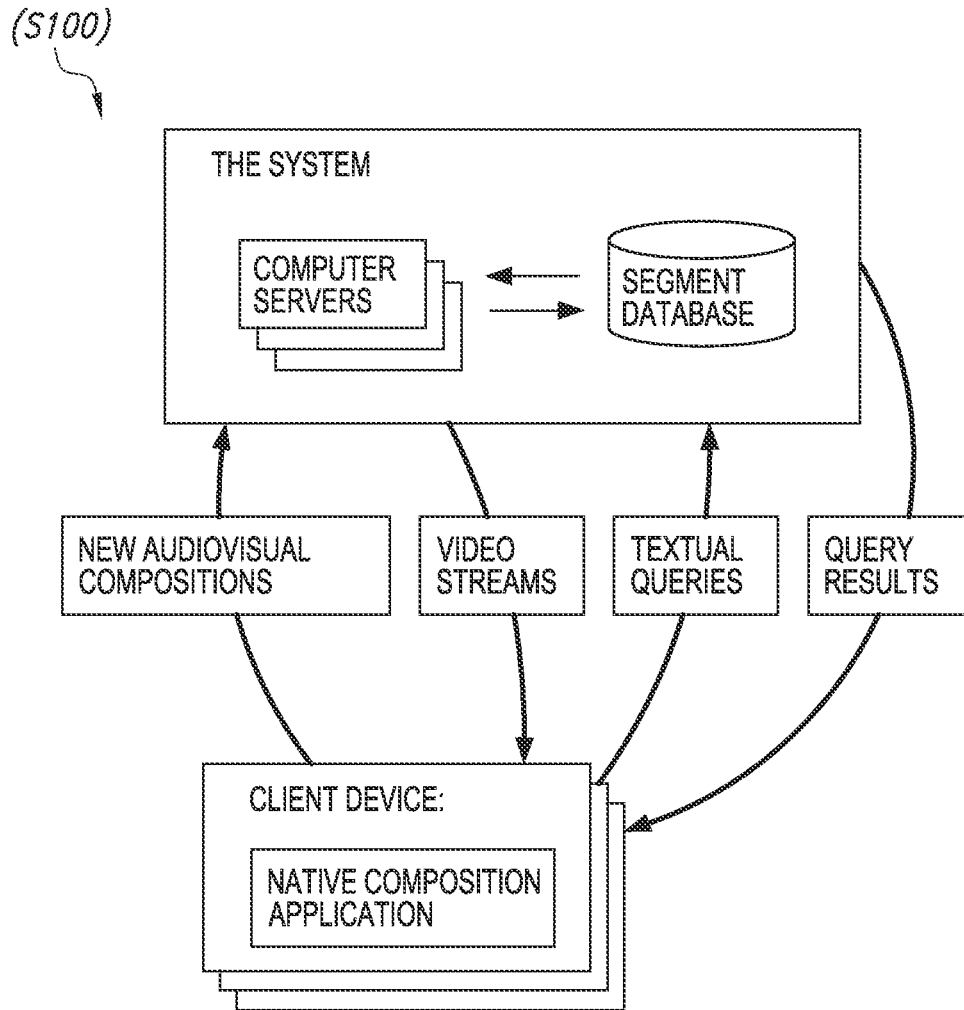 (S100)
THE SYSTEM
COMPUTER
SERVERS
SEGMENT
DATABASE
NEW AUDIOVISUAL
COMPOSITIONS
VIDEO
STREAMS
TEXTUAL
QUERIES
QUERY
RESULTS
CLIENT DEVICE:
NATIVE COMPOSITION
APPLICATION